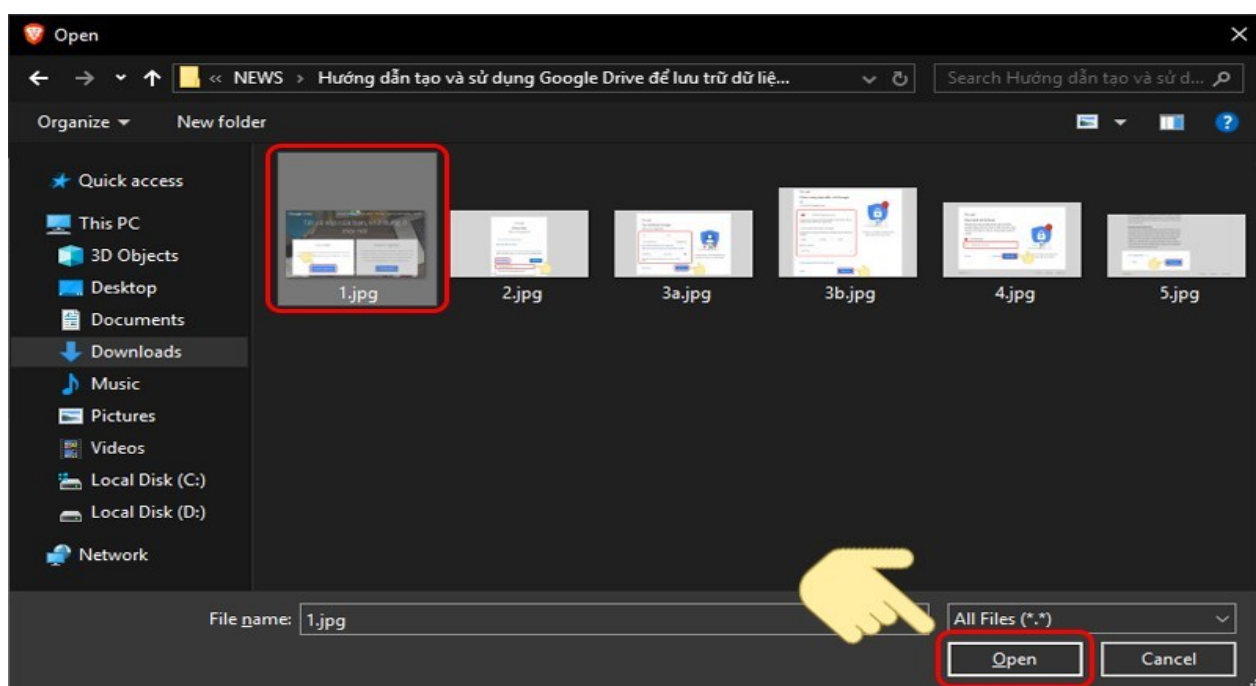 Open
« NEWS › Hướng dẫn tạo và sử dụng Google Drive để lưu trữ dữ liệ...
Search Hướng dẫn tạo và sử d...
Organize
New folder
Quick access
This PC
3D Objects
Desktop
Documents
Downloads
Music
Pictures
Videos
Local Disk (C:)
Local Disk (D:)
Network
1.jpg
2.jpg
3a.jpg
3b.jpg
4.jpg
5.jpg
File name: 1.jpg
All Files (*.*)
Open
Cancel